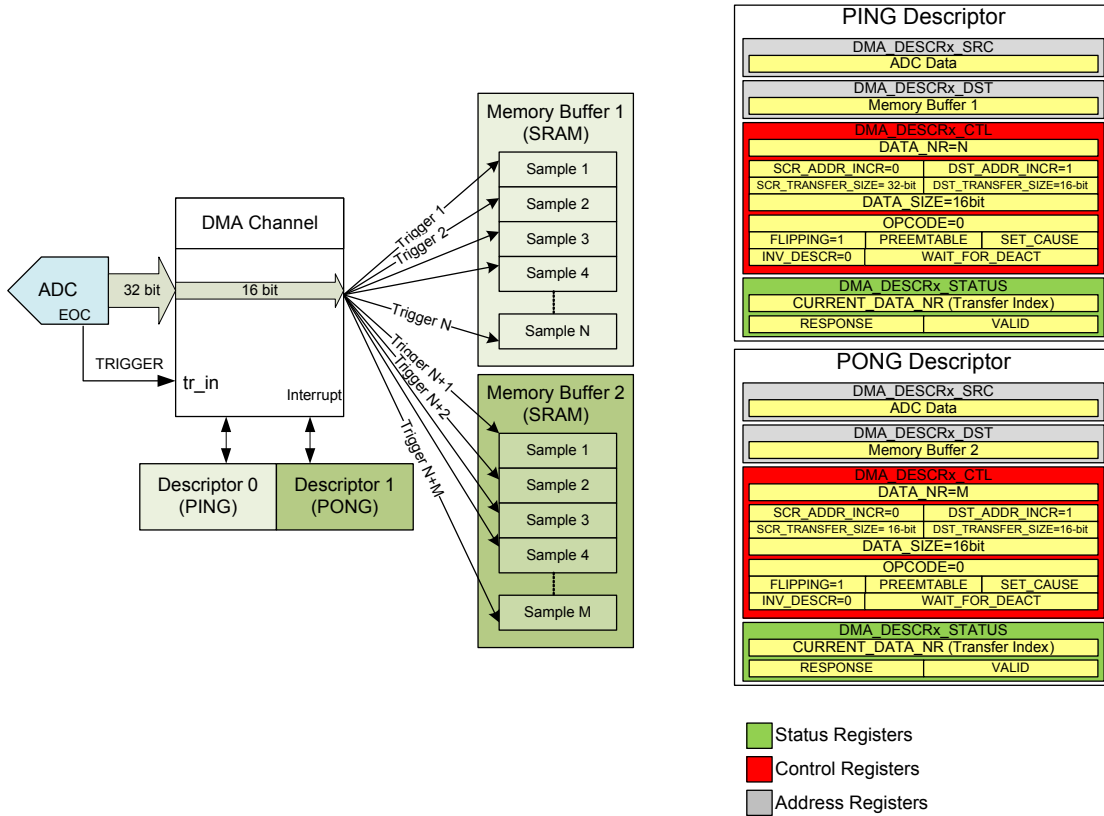 ADC
EOC
32 bit
TRIGGER
DMA Channel
16 bit
tr_in
Interrupt
Descriptor 0
(PING)
Descriptor 1
(PONG)
Trigger 1
Trigger 2
Trigger N
Trigger N+1
Trigger N+2
Trigger N+M
Memory Buffer 1
(SRAM)
Sample 1
Sample 2
Sample 3
Sample 4
Sample N
Memory Buffer 2
(SRAM)
Sample 1
Sample 2
Sample 3
Sample 4
Sample M
PING Descriptor
DMA_DESCRx_SRC
ADC Data
DMA_DESCRx_DST
Memory Buffer 1
DMA_DESCRx_CTL
DATA_NR=N
SCR_ADDR_INCR=0 DST_ADDR_INCR=1
SCR_TRANSFER_SIZE= 32-bit DST_TRANSFER_SIZE=16-bit
DATA_SIZE=16bit
OPCODE=0
FLIPPING=1 PREEMTABLE SET_CAUSE
INV_DESCR=0 WAIT_FOR_DEACT
DMA_DESCRx_STATUS
CURRENT_DATA_NR (Transfer Index)
RESPONSE VALID
PONG Descriptor
DMA_DESCRx_SRC
ADC Data
DMA_DESCRx_DST
Memory Buffer 2
DMA_DESCRx_CTL
DATA_NR=M
SCR_ADDR_INCR=0 DST_ADDR_INCR=1
SCR_TRANSFER_SIZE= 16-bit DST_TRANSFER_SIZE=16-bit
DATA_SIZE=16bit
OPCODE=0
FLIPPING=1 PREEMTABLE SET_CAUSE
INV_DESCR=0 WAIT_FOR_DEACT
DMA_DESCRx_STATUS
CURRENT_DATA_NR (Transfer Index)
RESPONSE VALID
Status Registers
Control Registers
Address Registers